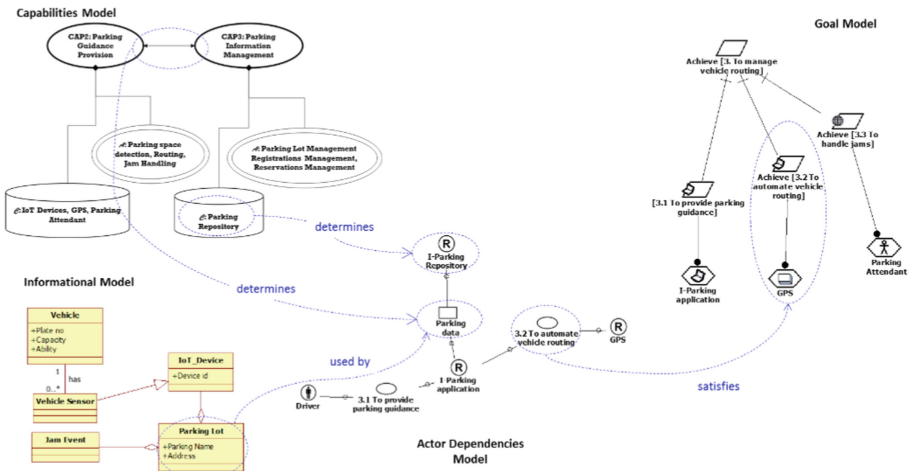 Capabilities Model
CAP2: Parking
Guidance
Provision
CAP3: Parking
Information
Management
A: Parking space
detection, Routing,
Jam Handling
A: Parking Lot Management
Registrations Management,
Reservations Management
C: IoT Devices, GPS, Parking
Attendant
C: Parking
Repository
Goal Model
Achieve [3. To manage
vehicle routing]
Achieve [3.3 To
handle jams]
Achieve [3.2 To
automate vehicle
routing]
[3.1 To provide parking
guidance]
I-Parking
application
GPS
Parking
Attendant
determines
determines
used by
satisfies
R
I-Parking
Repository
Parking
data
3.2 To automate
vehicle routing
R
GPS
R
I-Parking
application
Driver
3.1 To provide
parking guidance
Actor Dependencies
Model
Informational Model
Vehicle
+Plate no
+Capacity
+Ability
1
has
0..*
Vehicle Sensor
IoT_Device
+Device id
Jam Event
Parking Lot
+Parking Name
+Address